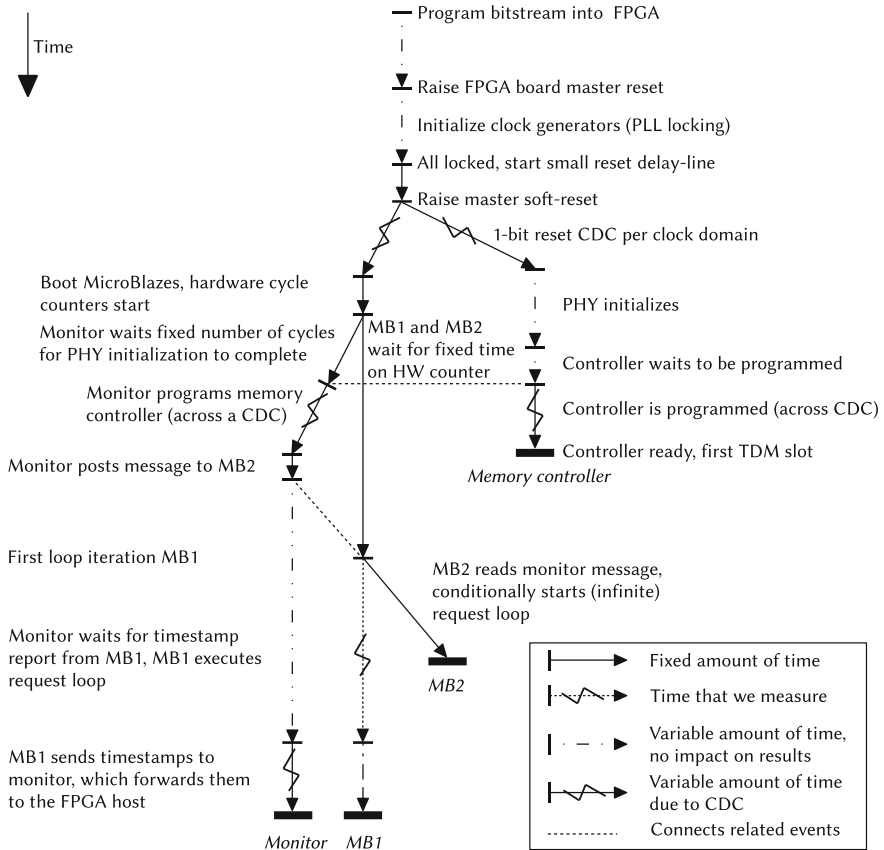 Time
Program bitstream into FPGA
Raise FPGA board master reset
Initialize clock generators (PLL locking)
All locked, start small reset delay-line
Raise master soft-reset
1-bit reset CDC per clock domain
Boot MicroBlazes, hardware cycle
counters start
PHY initializes
Monitor waits fixed number of cycles
for PHY initialization to complete
MB1 and MB2
wait for fixed time
on HW counter
Controller waits to be programmed
Monitor programs memory
controller (across a CDC)
Controller is programmed (across CDC)
Controller ready, first TDM slot
Memory controller
Monitor posts message to MB2
First loop iteration MB1
MB2 reads monitor message,
conditionally starts (infinite)
request loop
MB2
Monitor waits for timestamp
report from MB1, MB1 executes
request loop
MB1 sends timestamps to
monitor, which forwards them
to the FPGA host
Monitor
MB1
Fixed amount of time
Time that we measure
Variable amount of time,
no impact on results
Variable amount of time
due to CDC
Connects related events